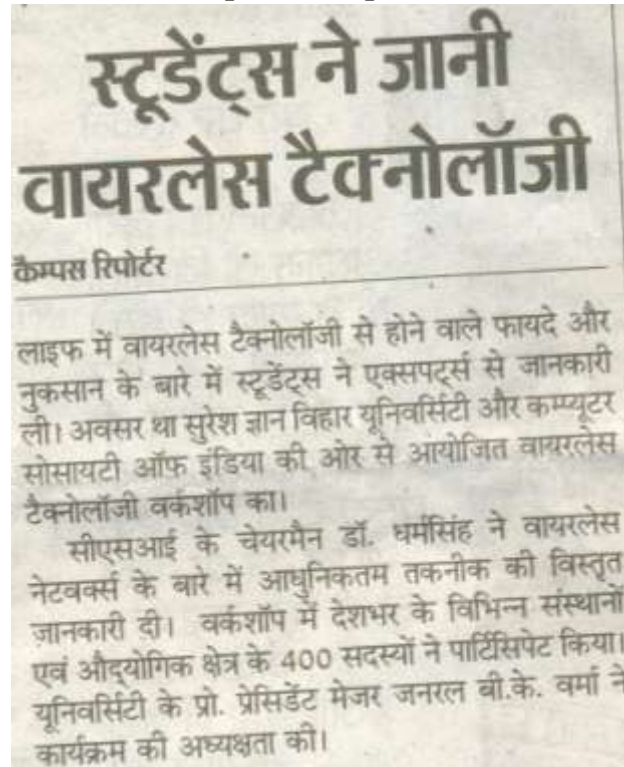 स्टूडेंट्स ने जानी
वायरलेस टैक्नोलॉजी
कैम्पस रिपोर्टर
लाइफ में वायरलेस टैक्नोलॉजी से होने वाले फायदे और
नुकसान के बारे में स्टूडेंट्स ने एक्सपर्ट्स से जानकारी
ली। अवसर था सुरेश ज्ञान विहार यूनिवर्सिटी और कम्प्यूटर
सोसायटी ऑफ इंडिया की ओर से आयोजित वायरलेस
टैक्नोलॉजी वर्कशॉप का।
सीएसआई के चेयरमैन डॉ. धर्मसिंह ने वायरलेस
नेटवर्क्स के बारे में आधुनिकतम तकनीक की विस्तृत
जानकारी दी। वर्कशॉप में देशभर के विभिन्न संस्थानों
एवं औद्योगिक क्षेत्र के 400 सदस्यों ने पार्टिसिपेट किया।
यूनिवर्सिटी के प्रो. प्रेसिडेंट मेजर जनरल बी.के. वर्मा ने
कार्यक्रम की अध्यक्षता की।